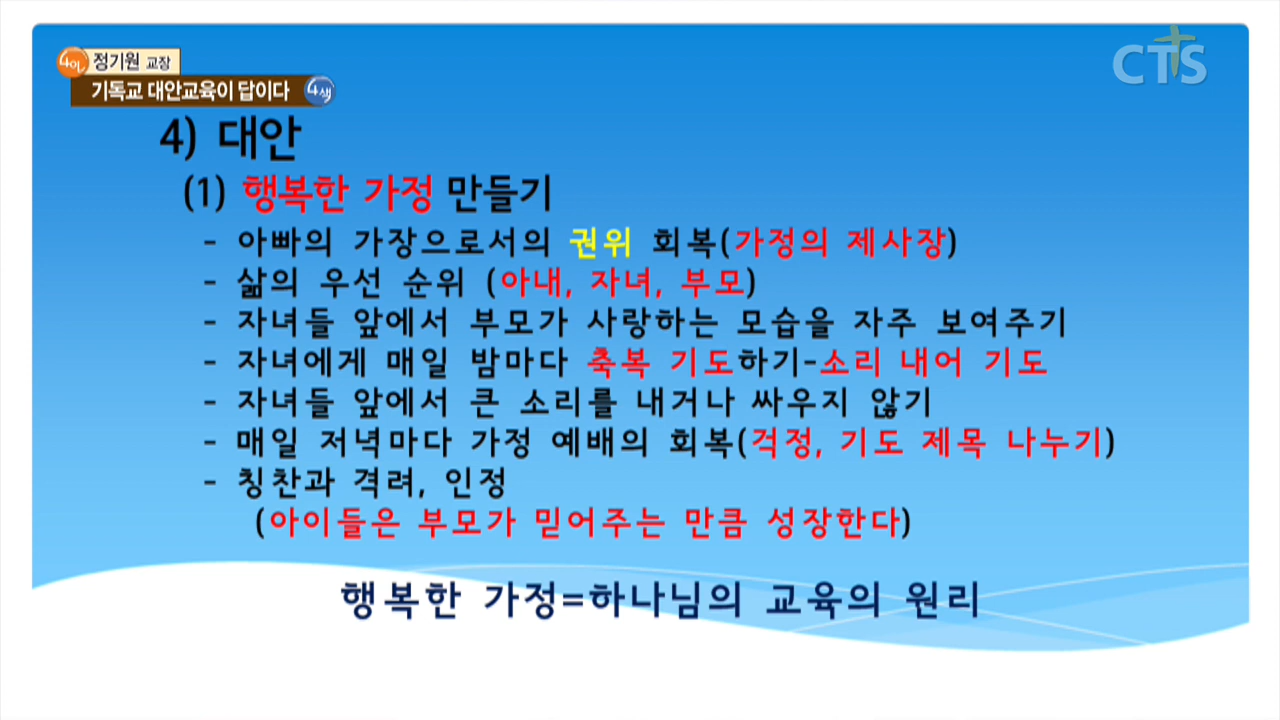 4인 정기원 교장
CTS
기독교 대안교육이 답이다 4색
4) 대안
(1) 행복한 가정 만들기
- 아빠의 가장으로서의 권위 회복(가정의 제사장)
- 삶의 우선 순위 (아내, 자녀, 부모)
- 자녀들 앞에서 부모가 사랑하는 모습을 자주 보여주기
- 자녀에게 매일 밤마다 축복 기도하기-소리 내어 기도
- 자녀들 앞에서 큰 소리를 내거나 싸우지 않기
- 매일 저녁마다 가정 예배의 회복(걱정, 기도 제목 나누기)
- 칭찬과 격려, 인정
(아이들은 부모가 믿어주는 만큼 성장한다)
행복한 가정=하나님의 교육의 원리